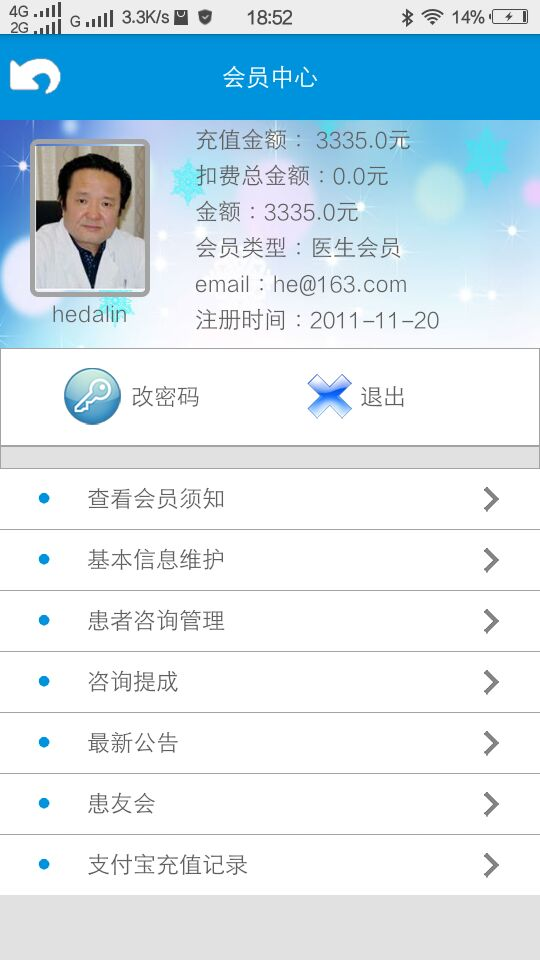 4G 2G G 3.3K/s 18:52 14%
会员中心
充值金额：3335.0元
扣费总金额：0.0元
金额：3335.0元
会员类型：医生会员
email：he@163.com
注册时间：2011-11-20
hedalin
改密码 退出
查看会员须知
基本信息维护
患者咨询管理
咨询提成
最新公告
患友会
支付宝充值记录